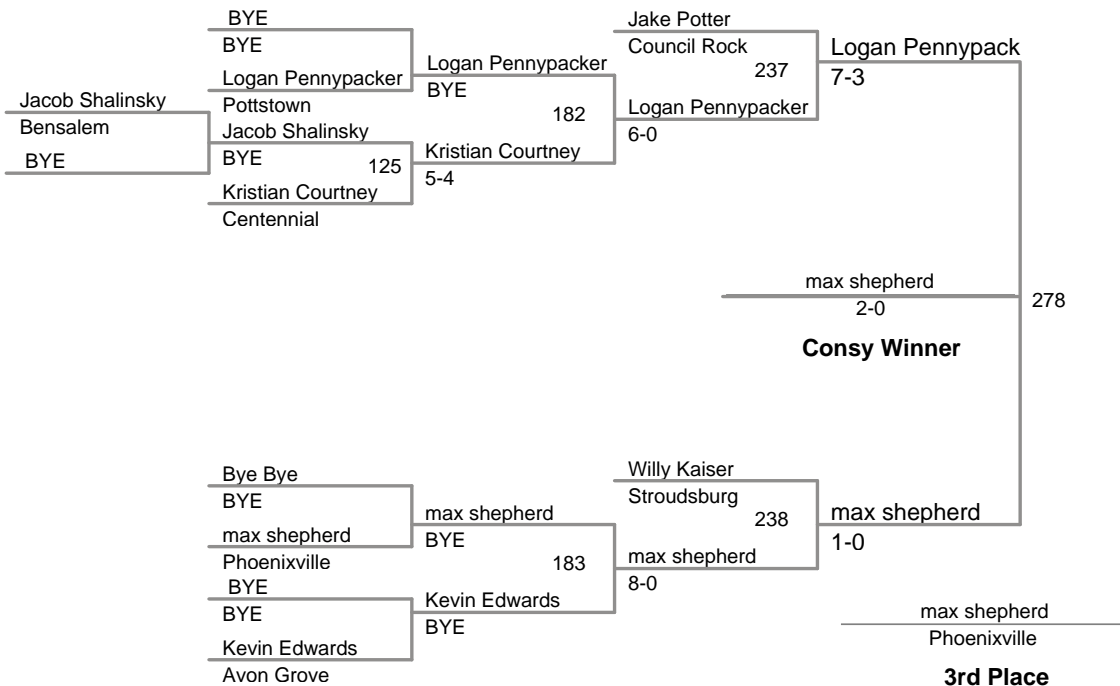 BYE
BYE
Logan Pennypacker
Pottstown
Jacob Shalinsky
Bensalem
BYE
Jacob Shalinsky
BYE
125
Kristian Courtney
Centennial
Logan Pennypacker
BYE
182
Kristian Courtney
5-4
Jake Potter
Council Rock
237
Logan Pennypacker
6-0
Logan Pennypack
7-3
max shepherd
2-0
278
Consy Winner
Bye Bye
BYE
max shepherd
Phoenixville
BYE
BYE
Kevin Edwards
Avon Grove
max shepherd
BYE
183
Kevin Edwards
BYE
Willy Kaiser
Stroudsburg
238
max shepherd
8-0
max shepherd
1-0
max shepherd
Phoenixville
3rd Place